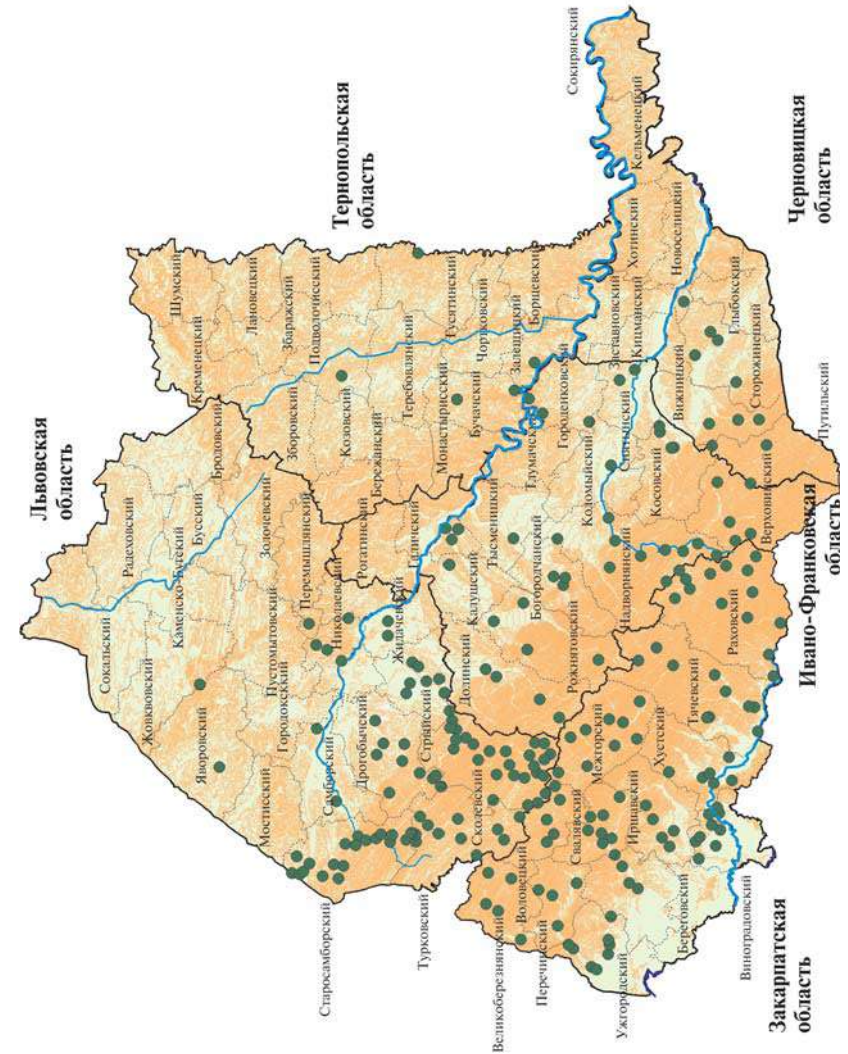 Львовская
область
Тернопольская
область
Черновицкая
область
Ивано-Франковская
область
Закарпатская
область
Сокальский
Радеховский
Жовковский
Каменско-Бугский
Бусский
Бродовский
Яворовский
Золочевский
Пустомытовский
Перемышлянский
Городокский
Мостисский
Николаевский
Самборский
Дрогобычский
Жидачевский
Стрыйский
Сколевский
Старосамборский
Турковский
Шумский
Кременецкий
Лановецкий
Збаражский
Подволочисский
Зборовский
Козовский
Теребовлянский
Бережанский
Гусятинский
Монастырисский
Чортковский
Бучачский
Залещицкий
Борщевский
Рогатинский
Галичский
Тлумачский
Тысменицкий
Городенковский
Калушский
Богородчанский
Коломыйский
Снятынский
Долинский
Рожнятовский
Надворнянский
Косовский
Верховинский
Сокирянский
Кельменецкий
Хотинский
Новоселицкий
Заставновский
Кицманский
Вижницкий
Глыбокский
Сторожинецкий
Путильский
Великоберезнянский
Воловецкий
Перечинский
Свалявский
Межгорский
Ужгородский
Иршавский
Хустский
Тячевский
Раховский
Береговский
Виноградовский